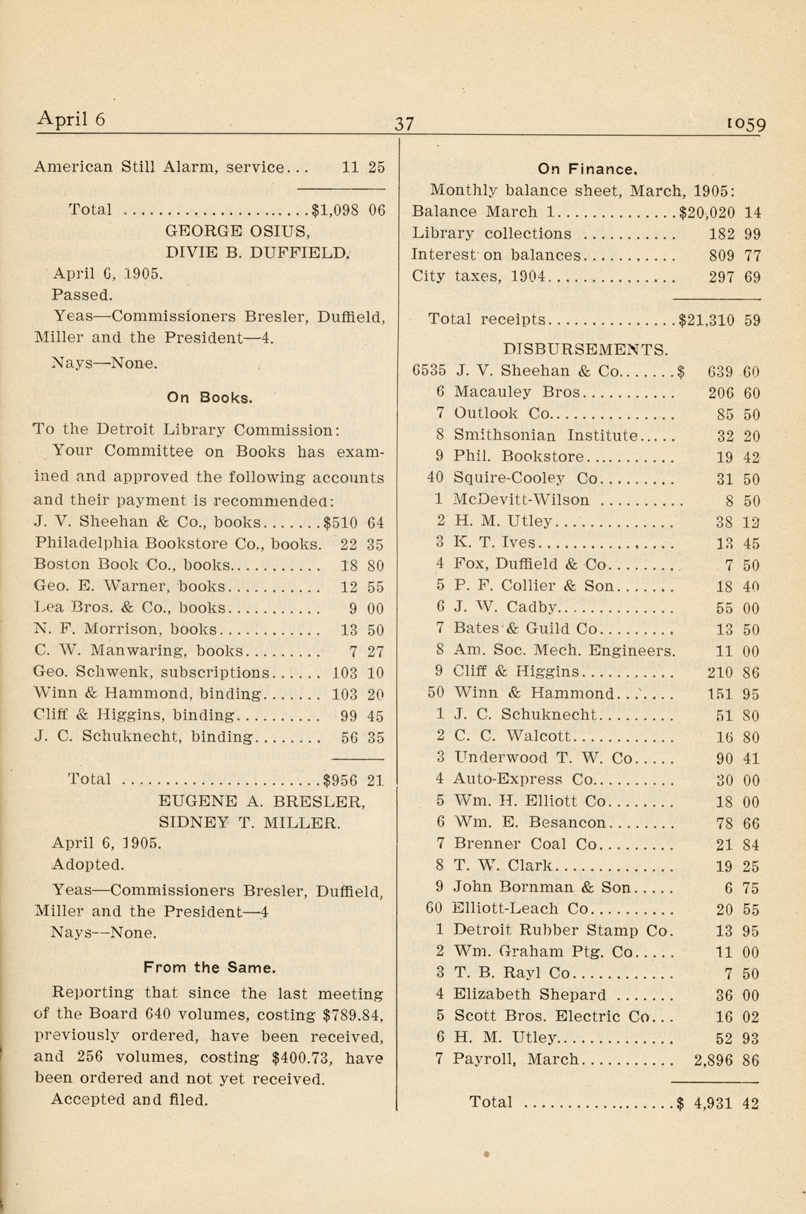 April 6 37 1059
American Still Alarm, service... 11 25
Total ......................$1,098 06
GEORGE OSIUS,
DIVIE B. DUFFIELD.
April 6, 1905.
Passed.
Yeas—Commissioners Bresler, Duffield,
Miller and the President—4.
Nays—None.
On Books.
To the Detroit Library Commission:
Your Committee on Books has exam-
ined and approved the following accounts
and their payment is recommended:
J. V. Sheehan & Co., books.......$510 64
Philadelphia Bookstore Co., books. 22 35
Boston Book Co., books........... 18 80
Geo. E. Warner, books........... 12 55
Lea Bros. & Co., books........... 9 00
N. F. Morrison, books............ 13 50
C. W. Manwaring, books......... 7 27
Geo. Schwenk, subscriptions...... 103 10
Winn & Hammond, binding....... 103 20
Cliff & Higgins, binding.......... 99 45
J. C. Schuknecht, binding........ 56 35
Total .......................$956 21
EUGENE A. BRESLER,
SIDNEY T. MILLER.
April 6, 1905.
Adopted.
Yeas—Commissioners Bresler, Duffield,
Miller and the President—4
Nays—None.
From the Same.
Reporting that since the last meeting
of the Board 640 volumes, costing $789.84,
previously ordered, have been received,
and 256 volumes, costing $400.73, have
been ordered and not yet received.
Accepted and filed.
On Finance.
Monthly balance sheet, March, 1905:
Balance March 1..............$20,020 14
Library collections ........... 182 99
Interest on balances........... 809 77
City taxes, 1904............... 297 69
Total receipts...............$21,310 59
DISBURSEMENTS.
6535 J. V. Sheehan & Co.......$ 639 60
6 Macauley Bros........... 206 60
7 Outlook Co............... 85 50
8 Smithsonian Institute..... 32 20
9 Phil. Bookstore........... 19 42
40 Squire-Cooley Co......... 31 50
1 McDevitt-Wilson .......... 8 50
2 H. M. Utley.............. 38 12
3 K. T. Ives................ 13 45
4 Fox, Duffield & Co........ 7 50
5 P. F. Collier & Son....... 18 40
6 J. W. Cadby.............. 55 00
7 Bates & Guild Co......... 13 50
8 Am. Soc. Mech. Engineers. 11 00
9 Cliff & Higgins........... 210 86
50 Winn & Hammond....... 151 95
1 J. C. Schuknecht......... 51 80
2 C. C. Walcott............ 16 80
3 Underwood T. W. Co..... 90 41
4 Auto-Express Co.......... 30 00
5 Wm. H. Elliott Co........ 18 00
6 Wm. E. Besancon........ 78 66
7 Brenner Coal Co......... 21 84
8 T. W. Clark.............. 19 25
9 John Bornman & Son..... 6 75
60 Elliott-Leach Co.......... 20 55
1 Detroit Rubber Stamp Co. 13 95
2 Wm. Graham Ptg. Co..... 11 00
3 T. B. Rayl Co............ 7 50
4 Elizabeth Shepard ....... 36 00
5 Scott Bros. Electric Co... 16 02
6 H. M. Utley.............. 52 93
7 Payroll, March........... 2,896 86
Total ..................$ 4,931 42